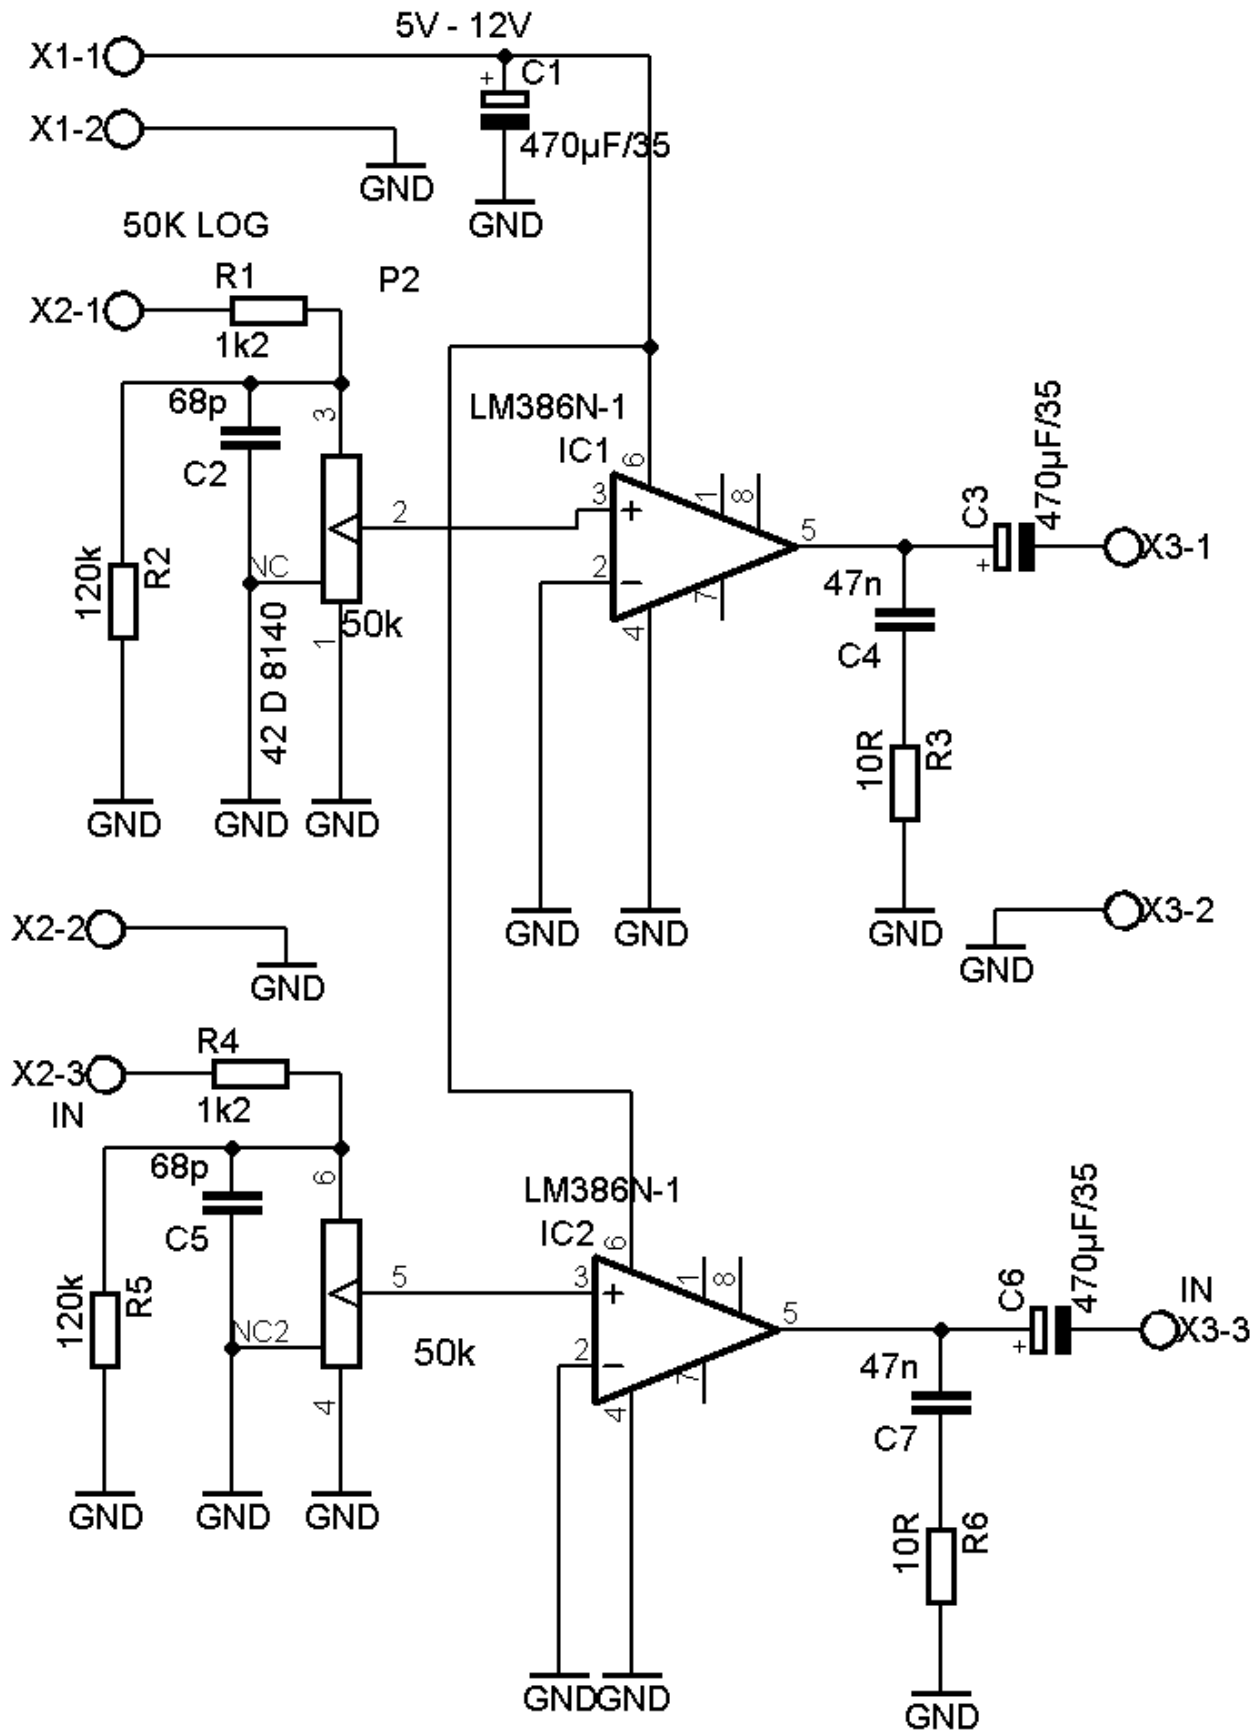 5V - 12V
X1-1
+
C1
X1-2
470µF/35
GND
GND
50K LOG
R1
P2
X2-1
1k2
68p
3
C2
LM386N-1
IC1
6
3
+
1
8
2
5
C3
470µF/35
+
X3-1
120k
R2
NC
2
−
7
47n
50k
1
4
C4
42 D 8140
10R
R3
GND
GND
GND
X2-2
GND
GND
GND
GND
X3-2
GND
GND
R4
X2-3
IN
1k2
68p
6
LM386N-1
C5
IC2
6
5
3
+
1
8
5
C6
470µF/35
+
IN
X3-3
120k
R5
NC2
50k
2
−
7
47n
4
4
C7
10R
R6
GND
GND
GND
GND
GND
GND